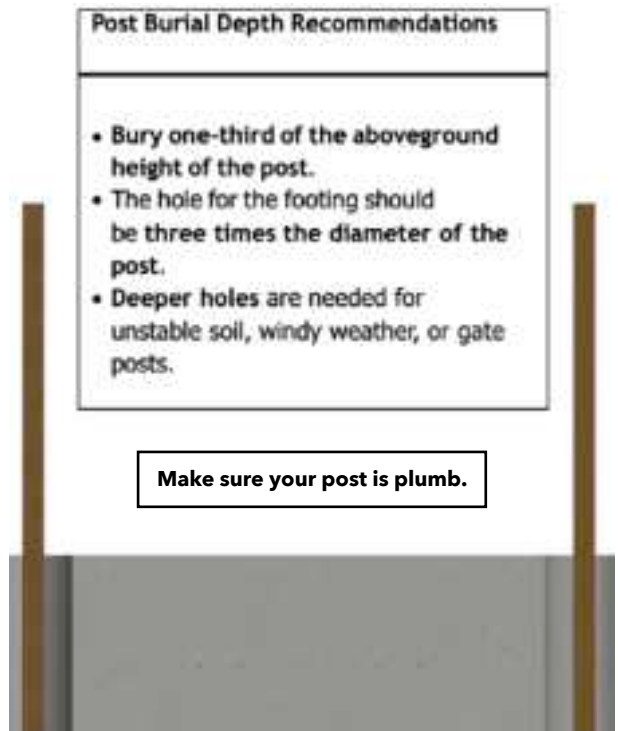 Post Burial Depth Recommendations
• Bury one-third of the aboveground
height of the post.
• The hole for the footing should
be three times the diameter of the
post.
• Deeper holes are needed for
unstable soil, windy weather, or gate
posts.
Make sure your post is plumb.